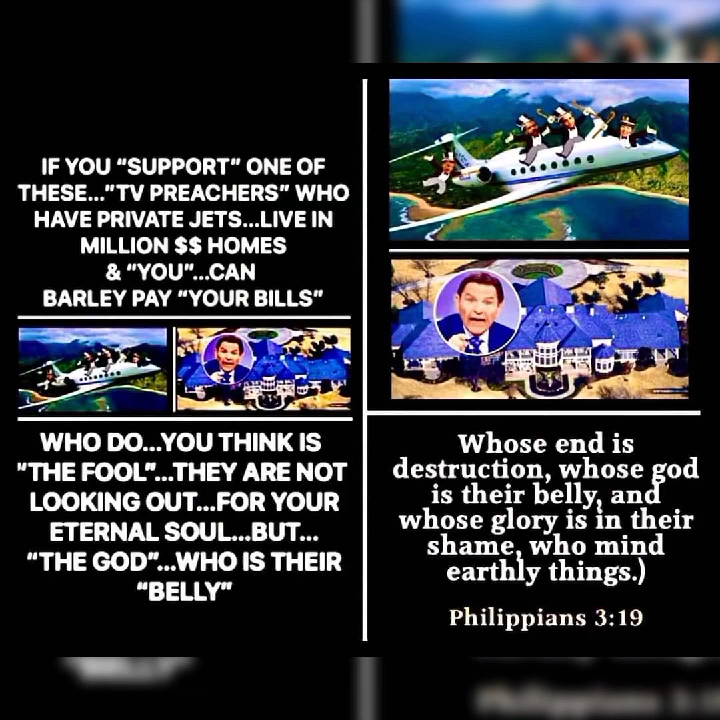 IF YOU "SUPPORT" ONE OF
THESE..."TV PREACHERS" WHO
HAVE PRIVATE JETS...LIVE IN
MILLION $$ HOMES
& "YOU"...CAN
BARLEY PAY "YOUR BILLS"
WHO DO...YOU THINK IS
"THE FOOL"...THEY ARE NOT
LOOKING OUT...FOR YOUR
ETERNAL SOUL...BUT...
"THE GOD"...WHO IS THEIR
"BELLY"
Whose end is
destruction, whose god
is their belly, and
whose glory is in their
shame, who mind
earthly things.)
Philippians 3:19